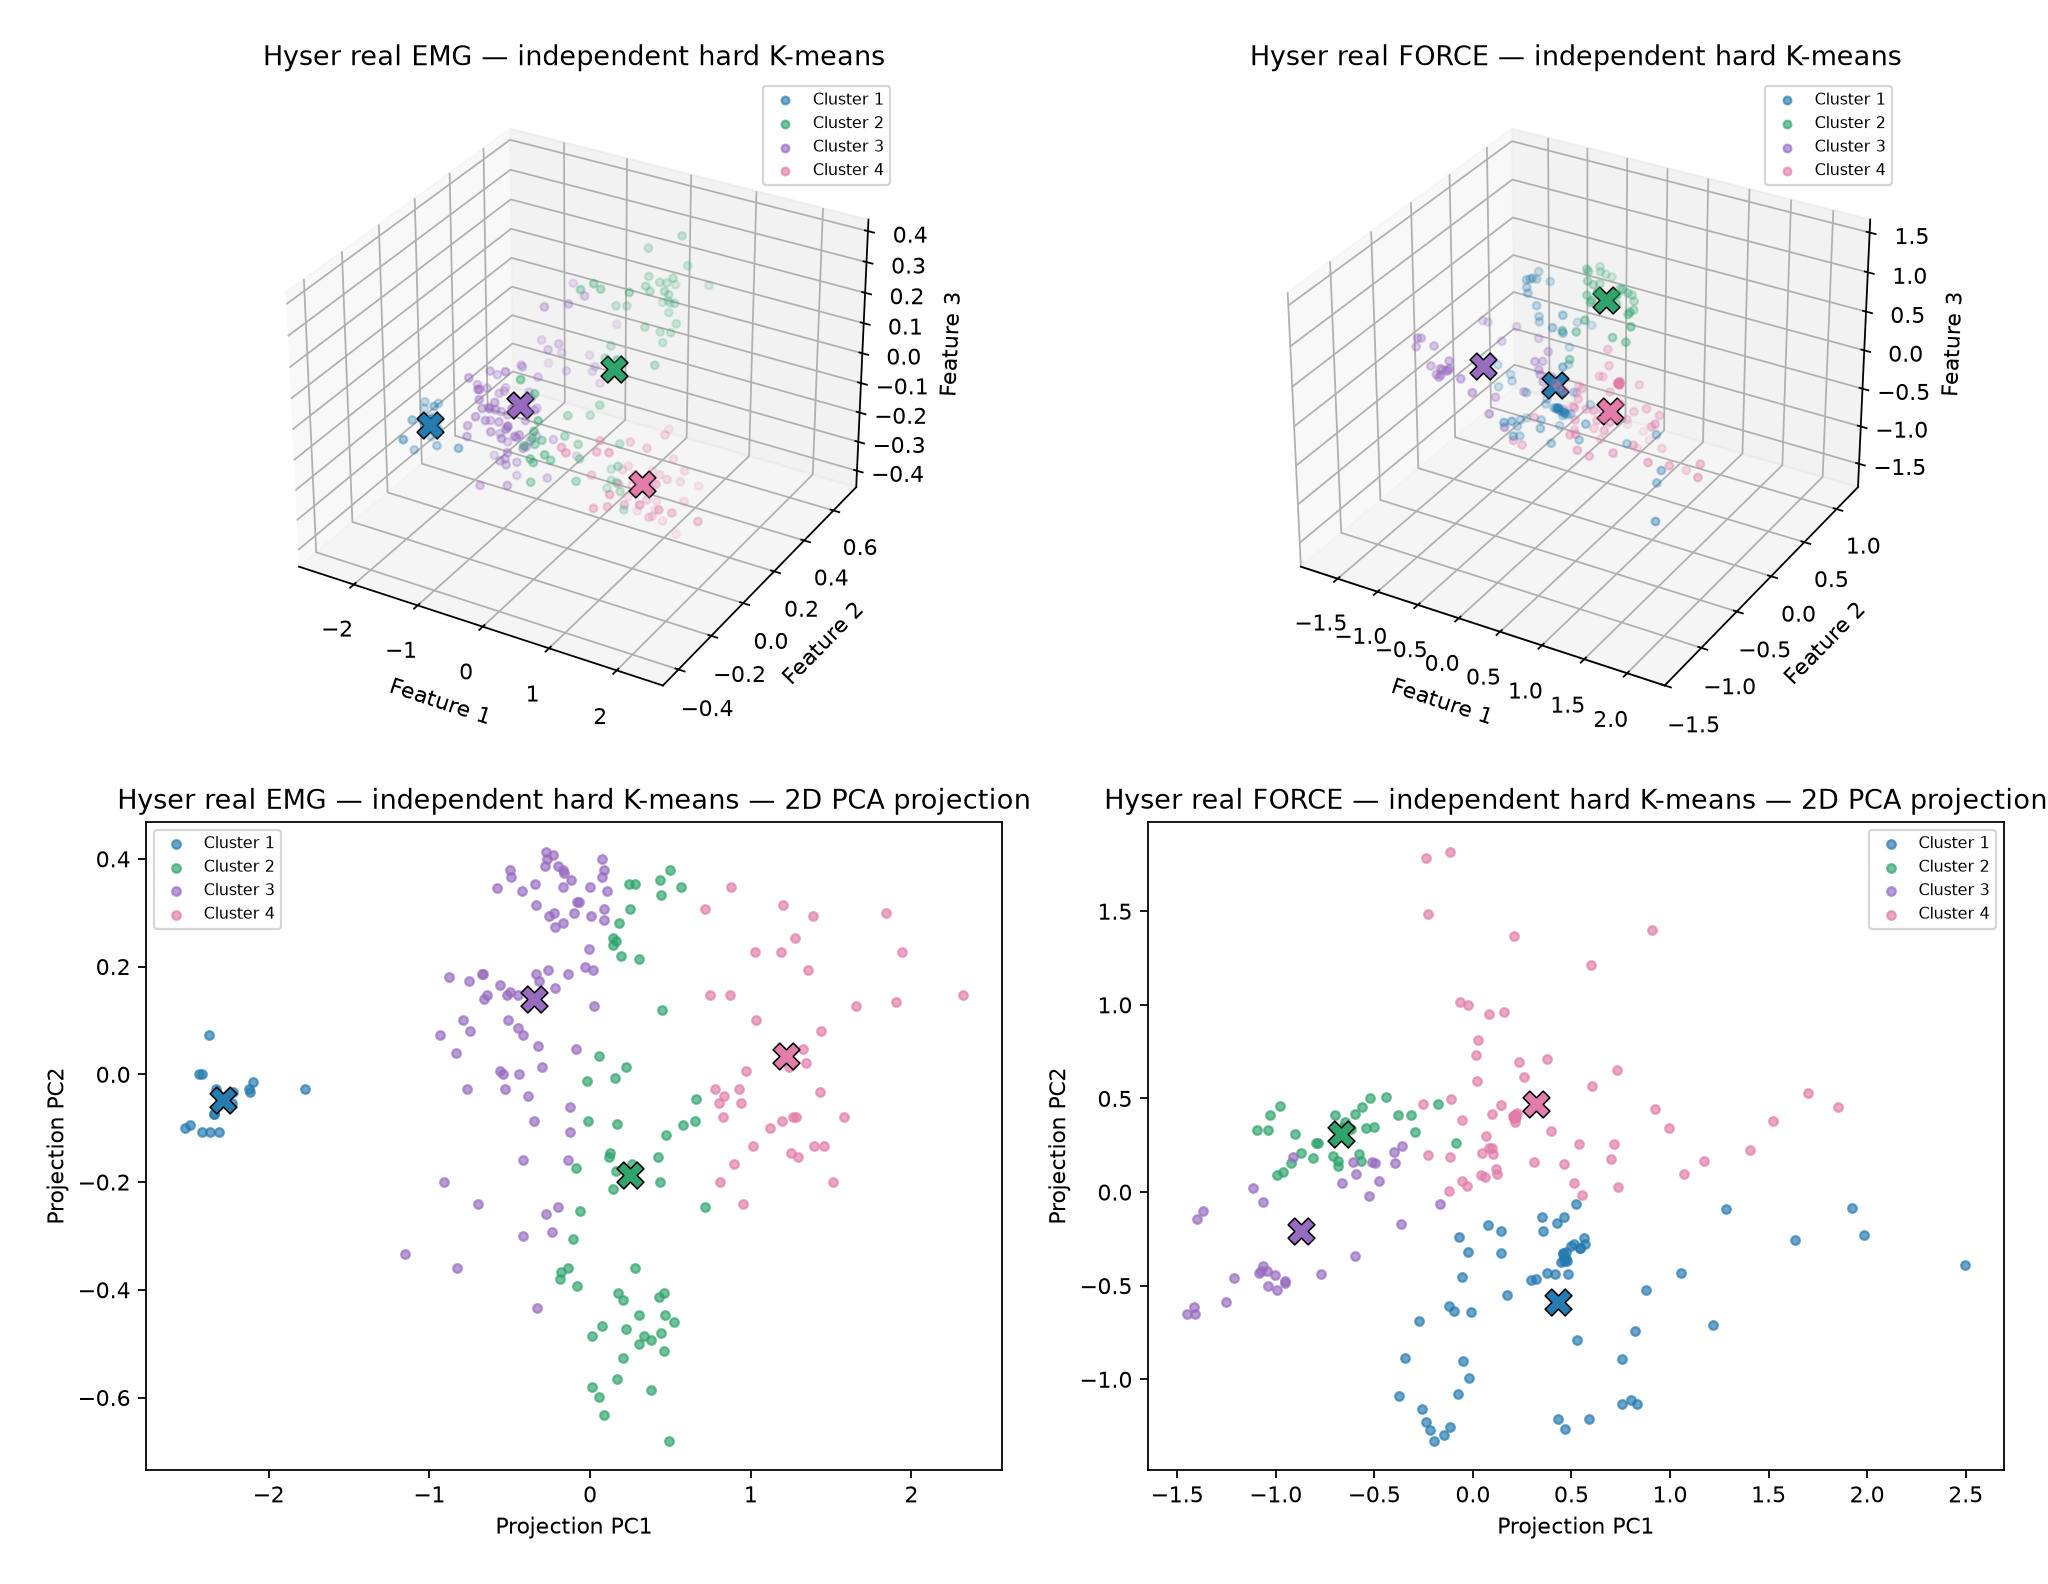 Hyser real EMG — independent hard K-means
Cluster 1
Cluster 2
Cluster 3
Cluster 4
0.4
0.3
0.2
0.1
0.0
−0.1
−0.2
−0.3
−0.4
Feature 3
0.6
0.4
0.2
0.0
−0.2
−0.4
Feature 2
−2
−1
0
1
2
Feature 1
Hyser real FORCE — independent hard K-means
Cluster 1
Cluster 2
Cluster 3
Cluster 4
1.5
1.0
0.5
0.0
−0.5
−1.0
−1.5
Feature 3
1.0
0.5
0.0
−0.5
−1.0
−1.5
Feature 2
−1.5
−1.0
−0.5
0.0
0.5
1.0
1.5
2.0
Feature 1
Hyser real EMG — independent hard K-means — 2D PCA projection
Cluster 1
Cluster 2
Cluster 3
Cluster 4
0.4
0.2
0.0
−0.2
−0.4
−0.6
Projection PC2
−2
−1
0
1
2
Projection PC1
Hyser real FORCE — independent hard K-means — 2D PCA projection
Cluster 1
Cluster 2
Cluster 3
Cluster 4
1.5
1.0
0.5
0.0
−0.5
−1.0
Projection PC2
−1.5
−1.0
−0.5
0.0
0.5
1.0
1.5
2.0
2.5
Projection PC1